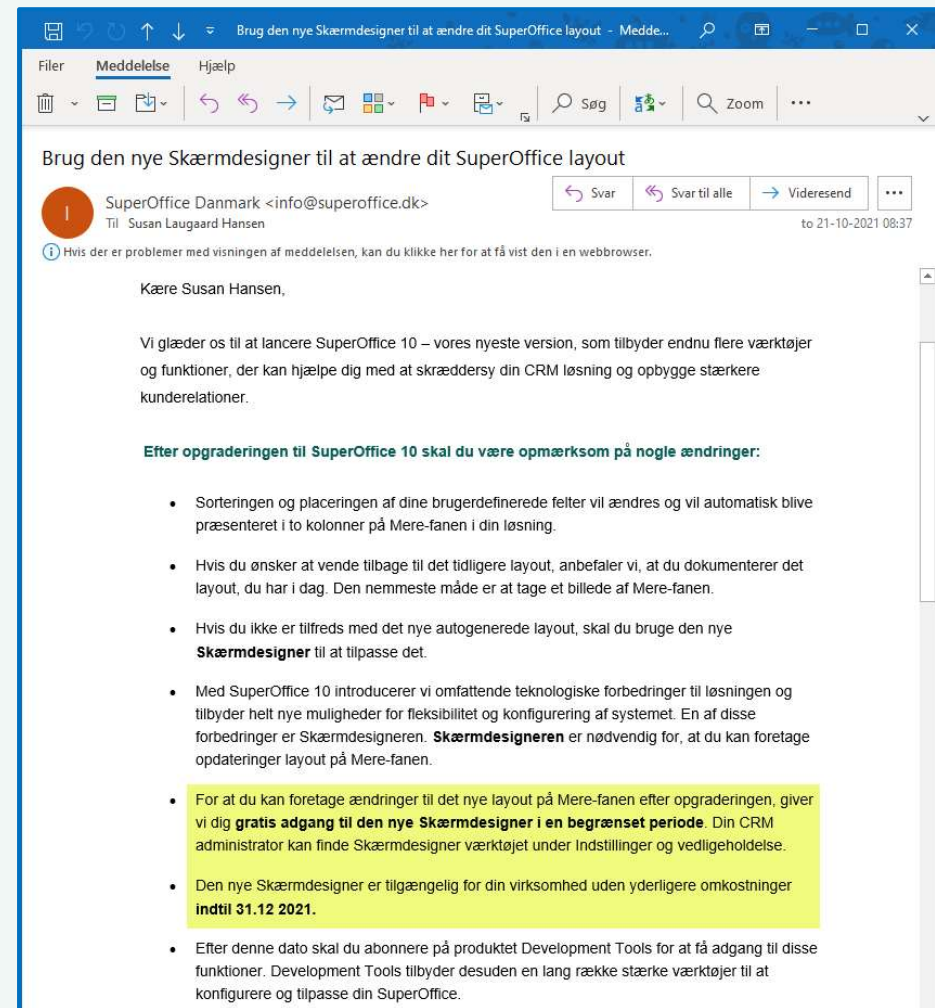 Brug den nye Skærmdesigner til at ændre dit SuperOffice layout - Medde...
Filer Meddelelse Hjælp
Søg Zoom
Brug den nye Skærmdesigner til at ændre dit SuperOffice layout
I
SuperOffice Danmark <info@superoffice.dk>
Svar Svar til alle Videresend
Til Susan Laugaard Hansen
to 21-10-2021 08:37
Hvis der er problemer med visningen af meddelelsen, kan du klikke her for at få vist den i en webbrowser.
Kære Susan Hansen,
Vi glæder os til at lancere SuperOffice 10 – vores nyeste version, som tilbyder endnu flere værktøjer
og funktioner, der kan hjælpe dig med at skræddersy din CRM løsning og opbygge stærkere
kunderelationer.
Efter opgraderingen til SuperOffice 10 skal du være opmærksom på nogle ændringer:
• Sorteringen og placeringen af dine brugerdefinerede felter vil ændres og vil automatisk blive
præsenteret i to kolonner på Mere-fanen i din løsning.
• Hvis du ønsker at vende tilbage til det tidligere layout, anbefaler vi, at du dokumenterer det
layout, du har i dag. Den nemmeste måde er at tage et billede af Mere-fanen.
• Hvis du ikke er tilfreds med det nye autogenerede layout, skal du bruge den nye
Skærmdesigner til at tilpasse det.
• Med SuperOffice 10 introducerer vi omfattende teknologiske forbedringer til løsningen og
tilbyder helt nye muligheder for fleksibilitet og konfigurering af systemet. En af disse
forbedringer er Skærmdesigneren. Skærmdesigneren er nødvendig for, at du kan foretage
opdateringer layout på Mere-fanen.
• For at du kan foretage ændringer til det nye layout på Mere-fanen efter opgraderingen, giver
vi dig gratis adgang til den nye Skærmdesigner i en begrænset periode. Din CRM
administrator kan finde Skærmdesigner værktøjet under Indstillinger og vedligeholdelse.
• Den nye Skærmdesigner er tilgængelig for din virksomhed uden yderligere omkostninger
indtil 31.12 2021.
• Efter denne dato skal du abonnere på produktet Development Tools for at få adgang til disse
funktioner. Development Tools tilbyder desuden en lang række stærke værktøjer til at
konfigurere og tilpasse din SuperOffice.